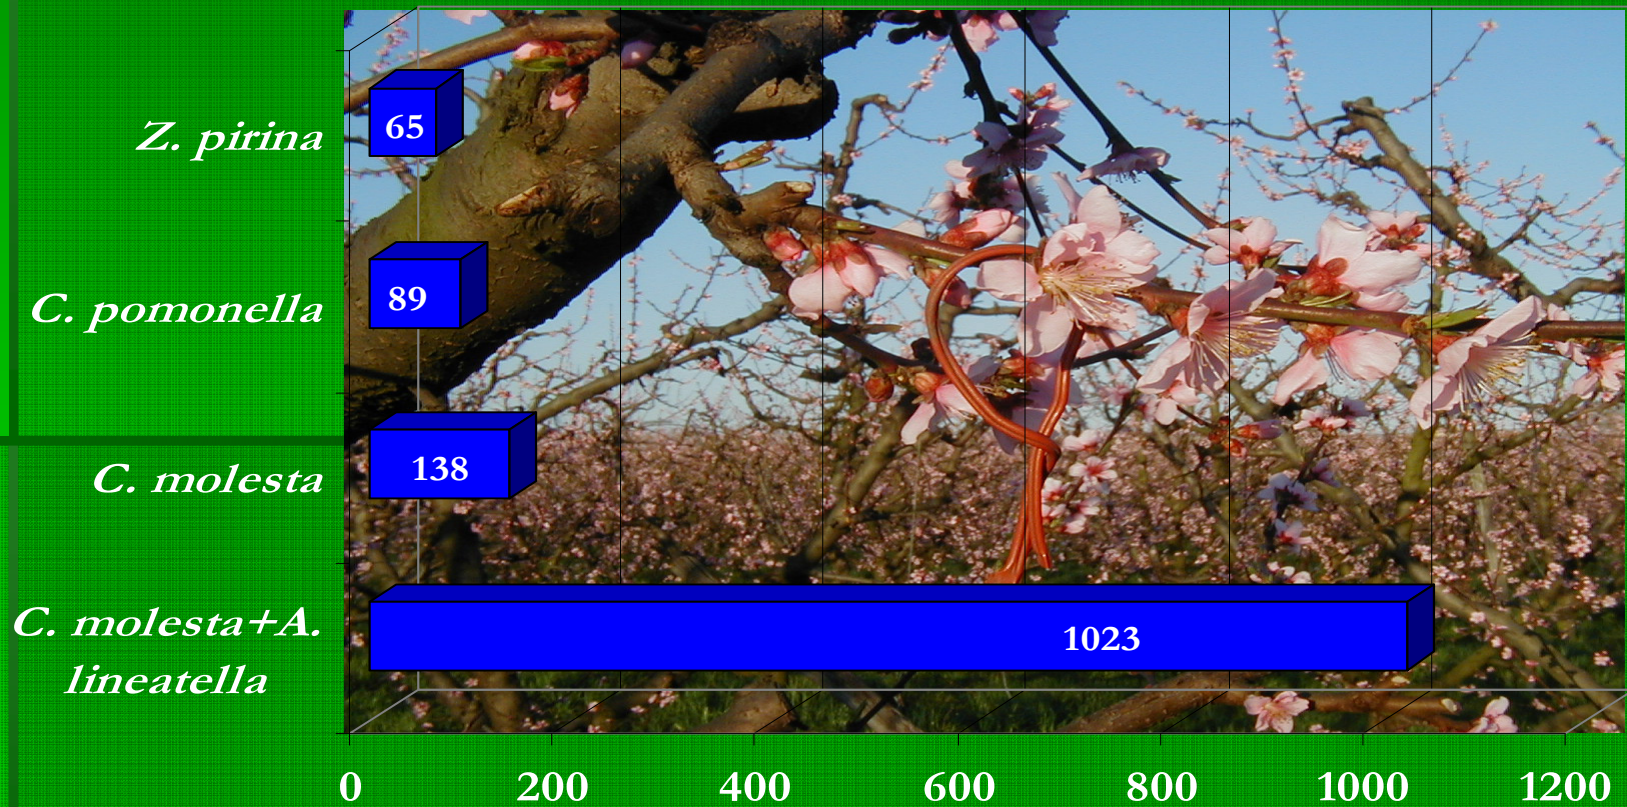 Z. pirina
65
C. pomonella
89
C. molesta
138
C. molesta+A.
lineatella
1023
0 200 400 600 800 1000 1200